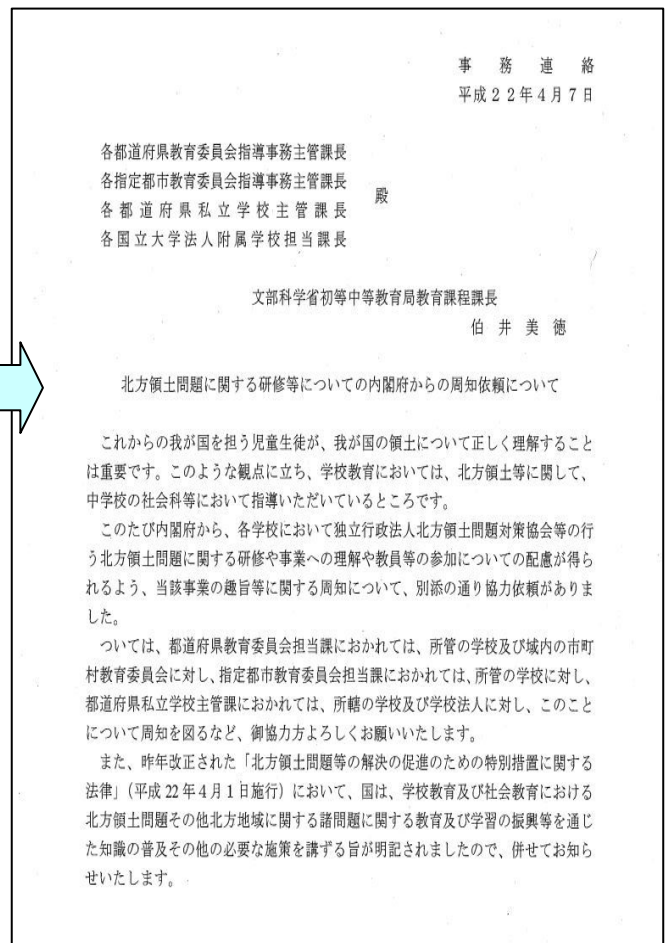 事　務　連　絡
平成２２年４月７日
各都道府県教育委員会指導事務主管課長
各指定都市教育委員会指導事務主管課長
殿
各都道府県私立学校主管課長
各国立大学法人附属学校担当課長
文部科学省初等中等教育局教育課程課長
伯　井　美　徳
北方領土問題に関する研修等についての内閣府からの周知依頼について
これからの我が国を担う児童生徒が、我が国の領土について正しく理解すること
は重要です。このような観点に立ち、学校教育においては、北方領土等に関して、
中学校の社会科等において指導いただいているところです。
このたび内閣府から、各学校において独立行政法人北方領土問題対策協会等の行
う北方領土問題に関する研修や事業への理解や教員等の参加についての配慮が得ら
れるよう、当該事業の趣旨等に関する周知について、別添の通り協力依頼がありま
した。
ついては、都道府県教育委員会担当課におかれては、所管の学校及び域内の市町
村教育委員会に対し、指定都市教育委員会担当課におかれては、所管の学校に対し、
都道府県私立学校主管課におかれては、所轄の学校及び学校法人に対し、このこと
について周知を図るなど、御協力方よろしくお願いいたします。
また、昨年改正された「北方領土問題等の解決の促進のための特別措置に関する
法律」（平成 22 年４月１日施行）において、国は、学校教育及び社会教育における
北方領土問題その他北方地域に関する諸問題に関する教育及び学習の振興等を通じ
た知識の普及その他の必要な施策を講ずる旨が明記されましたので、併せてお知ら
せいたします。